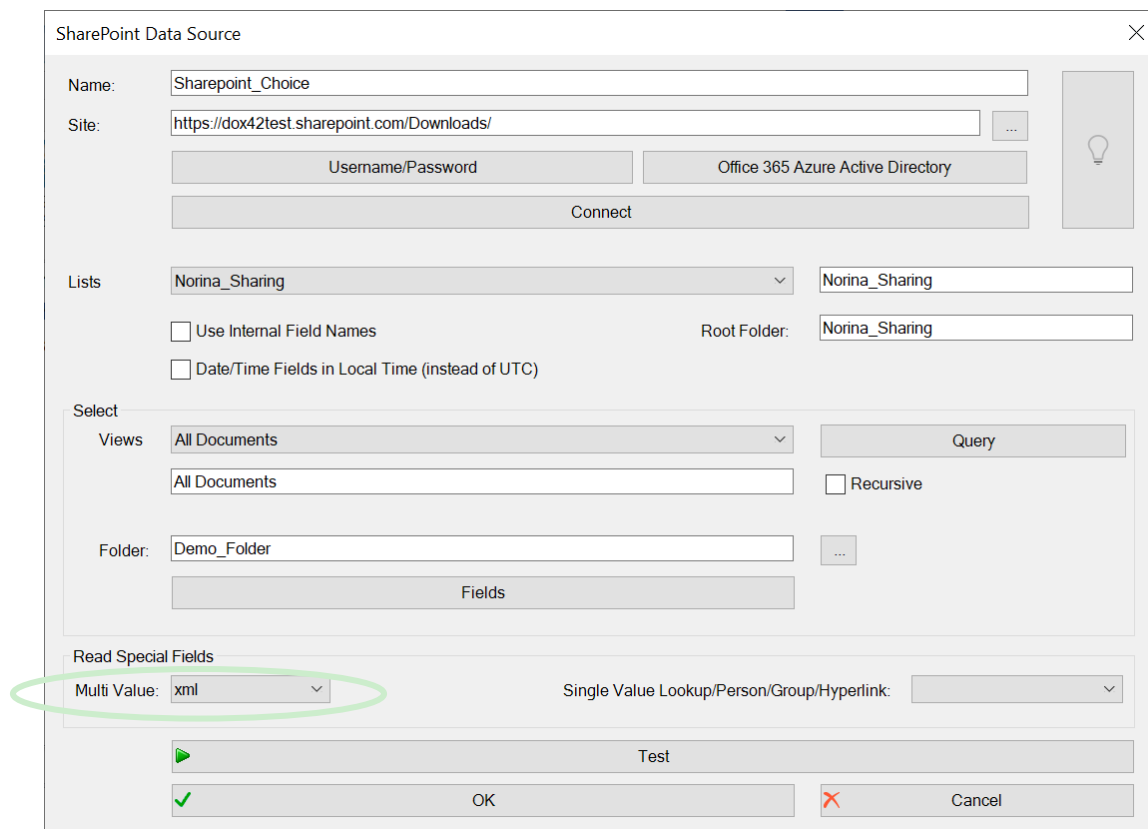 SharePoint Data Source
Name: Sharepoint_Choice
Site: https://dox42test.sharepoint.com/Downloads/ ...
Username/Password Office 365 Azure Active Directory
Connect
Lists Norina_Sharing Norina_Sharing
Use Internal Field Names Root Folder: Norina_Sharing
Date/Time Fields in Local Time (instead of UTC)
Select
Views All Documents Query
All Documents Recursive
Folder: Demo_Folder ...
Fields
Read Special Fields
Multi Value: xml Single Value Lookup/Person/Group/Hyperlink:
Test
OK Cancel